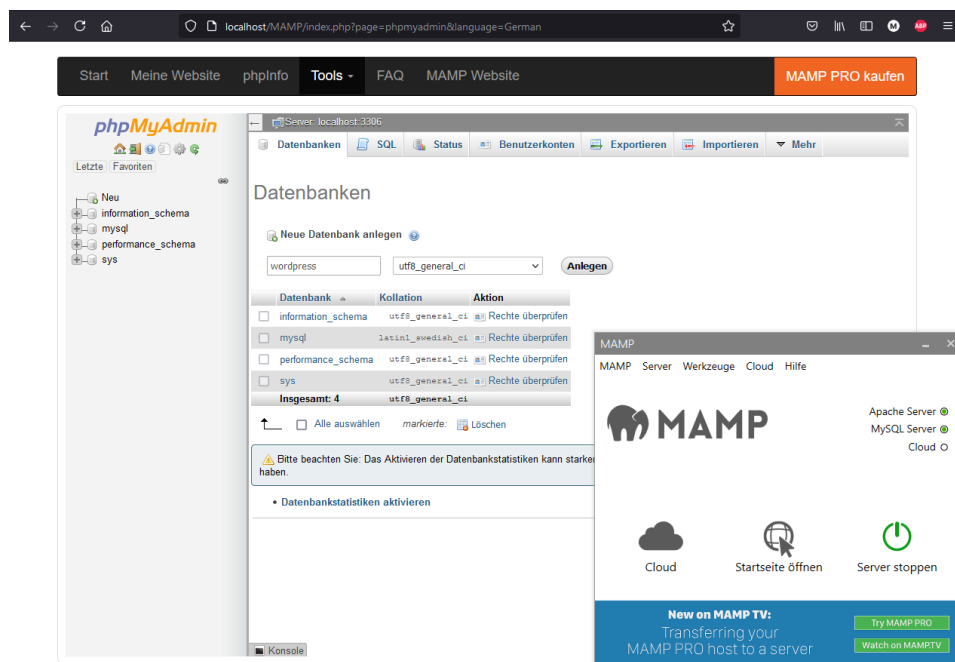 localhost/MAMP/index.php?page=phpmyadmin&language=German
M
ABP
Start Meine Website phpInfo Tools FAQ MAMP Website MAMP PRO kaufen
phpMyAdmin
Letzte Favoriten
Neu
information_schema
mysql
performance_schema
sys
Server: localhost:3306
Datenbanken SQL Status Benutzerkonten Exportieren Importieren Mehr
Datenbanken
Neue Datenbank anlegen
wordpress utf8_general_ci Anlegen
Datenbank Kollation Aktion
information_schema utf8_general_ci Rechte überprüfen
mysql latin1_swedish_ci Rechte überprüfen
performance_schema utf8_general_ci Rechte überprüfen
sys utf8_general_ci Rechte überprüfen
Insgesamt: 4 utf8_general_ci
Alle auswählen markierte: Löschen
Bitte beachten Sie: Das Aktivieren der Datenbankstatistiken kann starke
haben.
• Datenbankstatistiken aktivieren
Konsole
MAMP
MAMP Server Werkzeuge Cloud Hilfe
MAMP
Apache Server
MySQL Server
Cloud
Cloud Startseite öffnen Server stoppen
New on MAMP TV:
Transferring your
MAMP PRO host to a server
Try MAMP PRO
Watch on MAMP.TV